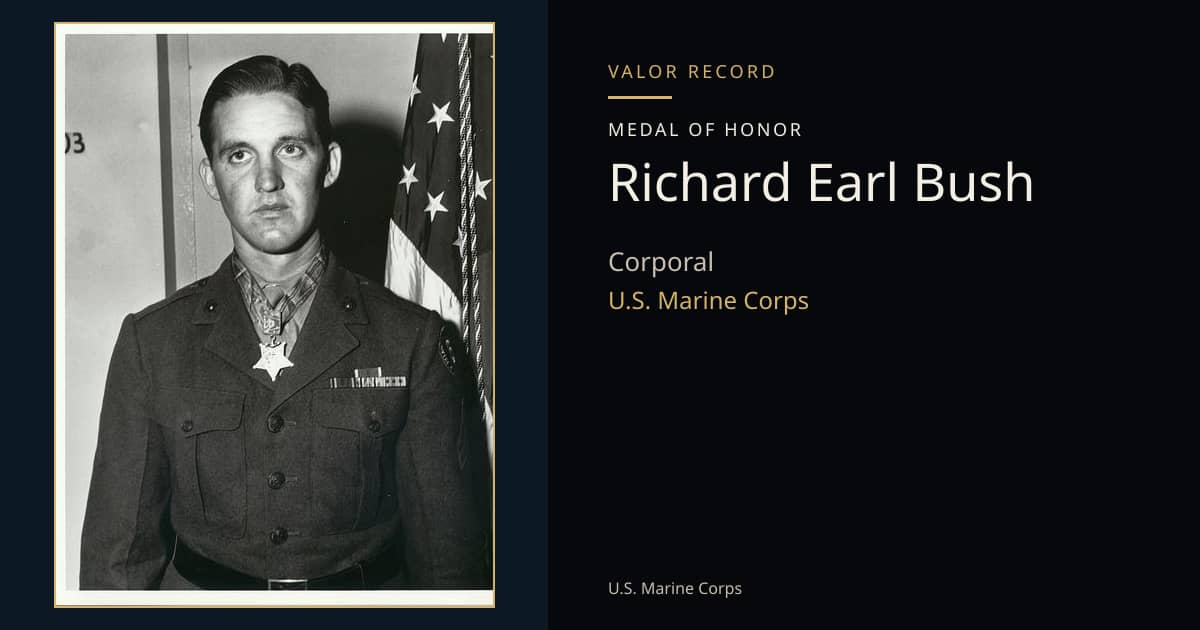 03
VALOR RECORD
MEDAL OF HONOR
Richard Earl Bush
Corporal
U.S. Marine Corps
U.S. Marine Corps